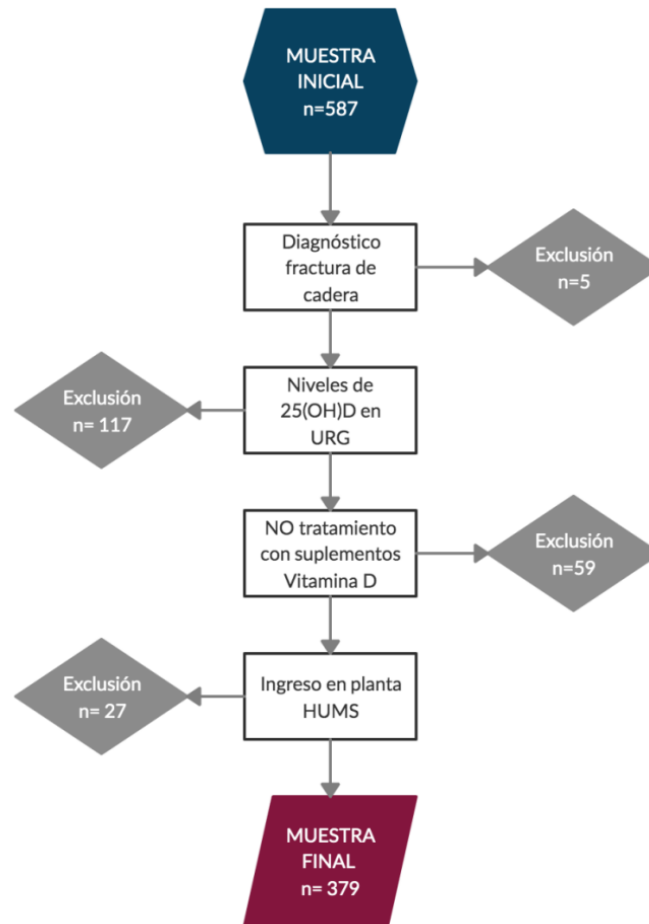 MUESTRA
INICIAL
n=587
Diagnóstico
fractura de
cadera
Exclusión
n=5
Niveles de
25(OH)D en
URG
Exclusión
n= 117
NO tratamiento
con suplementos
Vitamina D
Exclusión
n=59
Ingreso en planta
HUMS
Exclusión
n= 27
MUESTRA
FINAL
n= 379